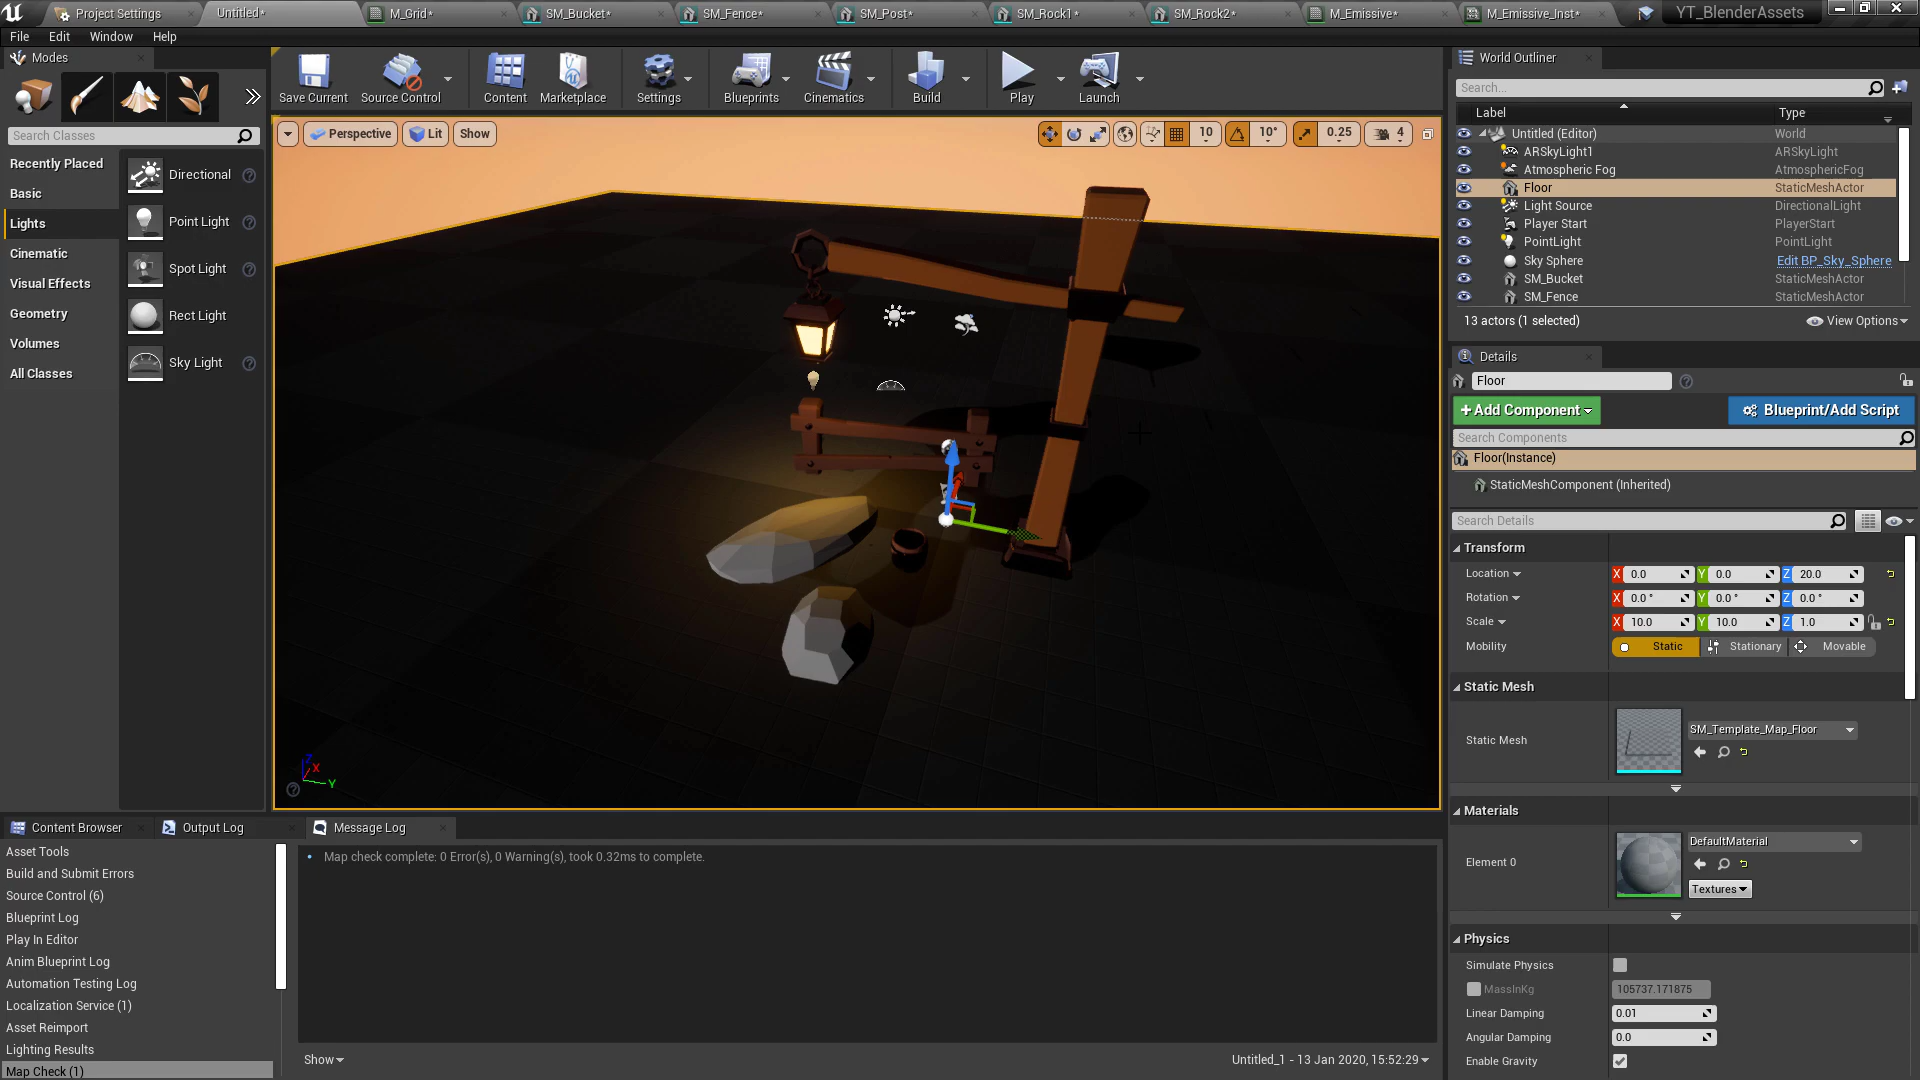 Project Settings
Untitled*
M_Grid*
SM_Bucket*
SM_Fence*
SM_Post*
SM_Rock1*
SM_Rock2*
M_Emissive*
M_Emissive_Inst*
YT_BlenderAssets
File Edit Window Help
Modes
Search Classes
Recently Placed
Basic
Lights
Cinematic
Visual Effects
Geometry
Volumes
All Classes
Directional
Point Light
Spot Light
Rect Light
Sky Light
Save Current
Source Control
Content
Marketplace
Settings
Blueprints
Cinematics
Build
Play
Launch
Perspective
Lit
Show
10
10°
0.25
4
X
Y
Z
World Outliner
Search...
Label Type
Untitled (Editor) World
ARSkyLight1 ARSkyLight
Atmospheric Fog AtmosphericFog
Floor StaticMeshActor
Light Source DirectionalLight
Player Start PlayerStart
PointLight PointLight
Sky Sphere Edit BP_Sky_Sphere
SM_Bucket StaticMeshActor
SM_Fence StaticMeshActor
13 actors (1 selected) View Options
Details
Floor
+Add Component Blueprint/Add Script
Search Components
Floor(Instance)
StaticMeshComponent (Inherited)
Search Details
Transform
Location X 0.0 Y 0.0 Z 20.0
Rotation X 0.0 ° Y 0.0 ° Z 0.0 °
Scale X 10.0 Y 10.0 Z 1.0
Mobility Static Stationary Movable
Static Mesh
Static Mesh SM_Template_Map_Floor
Materials
Element 0 DefaultMaterial
Textures
Physics
Simulate Physics
MassInKg 105737.171875
Linear Damping 0.01
Angular Damping 0.0
Enable Gravity
Content Browser
Output Log
Message Log
Asset Tools
Build and Submit Errors
Source Control (6)
Blueprint Log
Play In Editor
Anim Blueprint Log
Automation Testing Log
Localization Service (1)
Asset Reimport
Lighting Results
Map Check (1)
Map check complete: 0 Error(s), 0 Warning(s), took 0.32ms to complete.
Show
Untitled_1 - 13 Jan 2020, 15:52:29